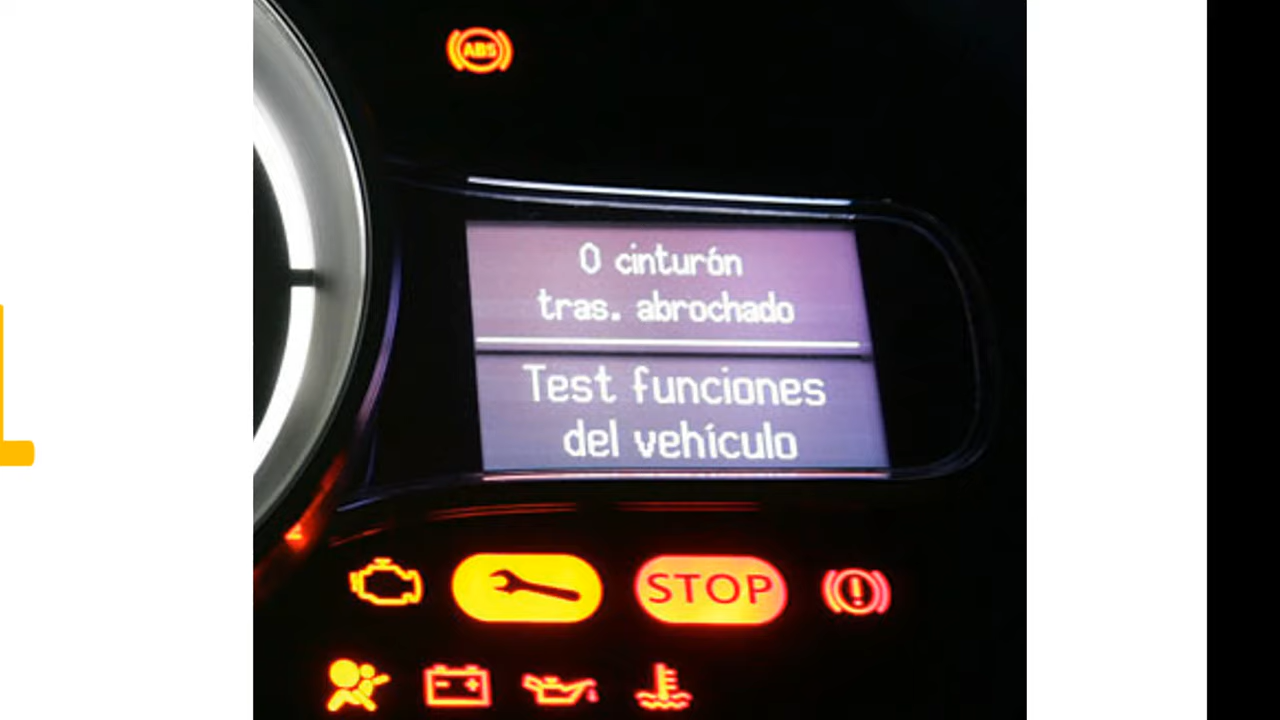 ABS
0 cinturón
tras. abrochado
Test funciones
del vehículo
STOP